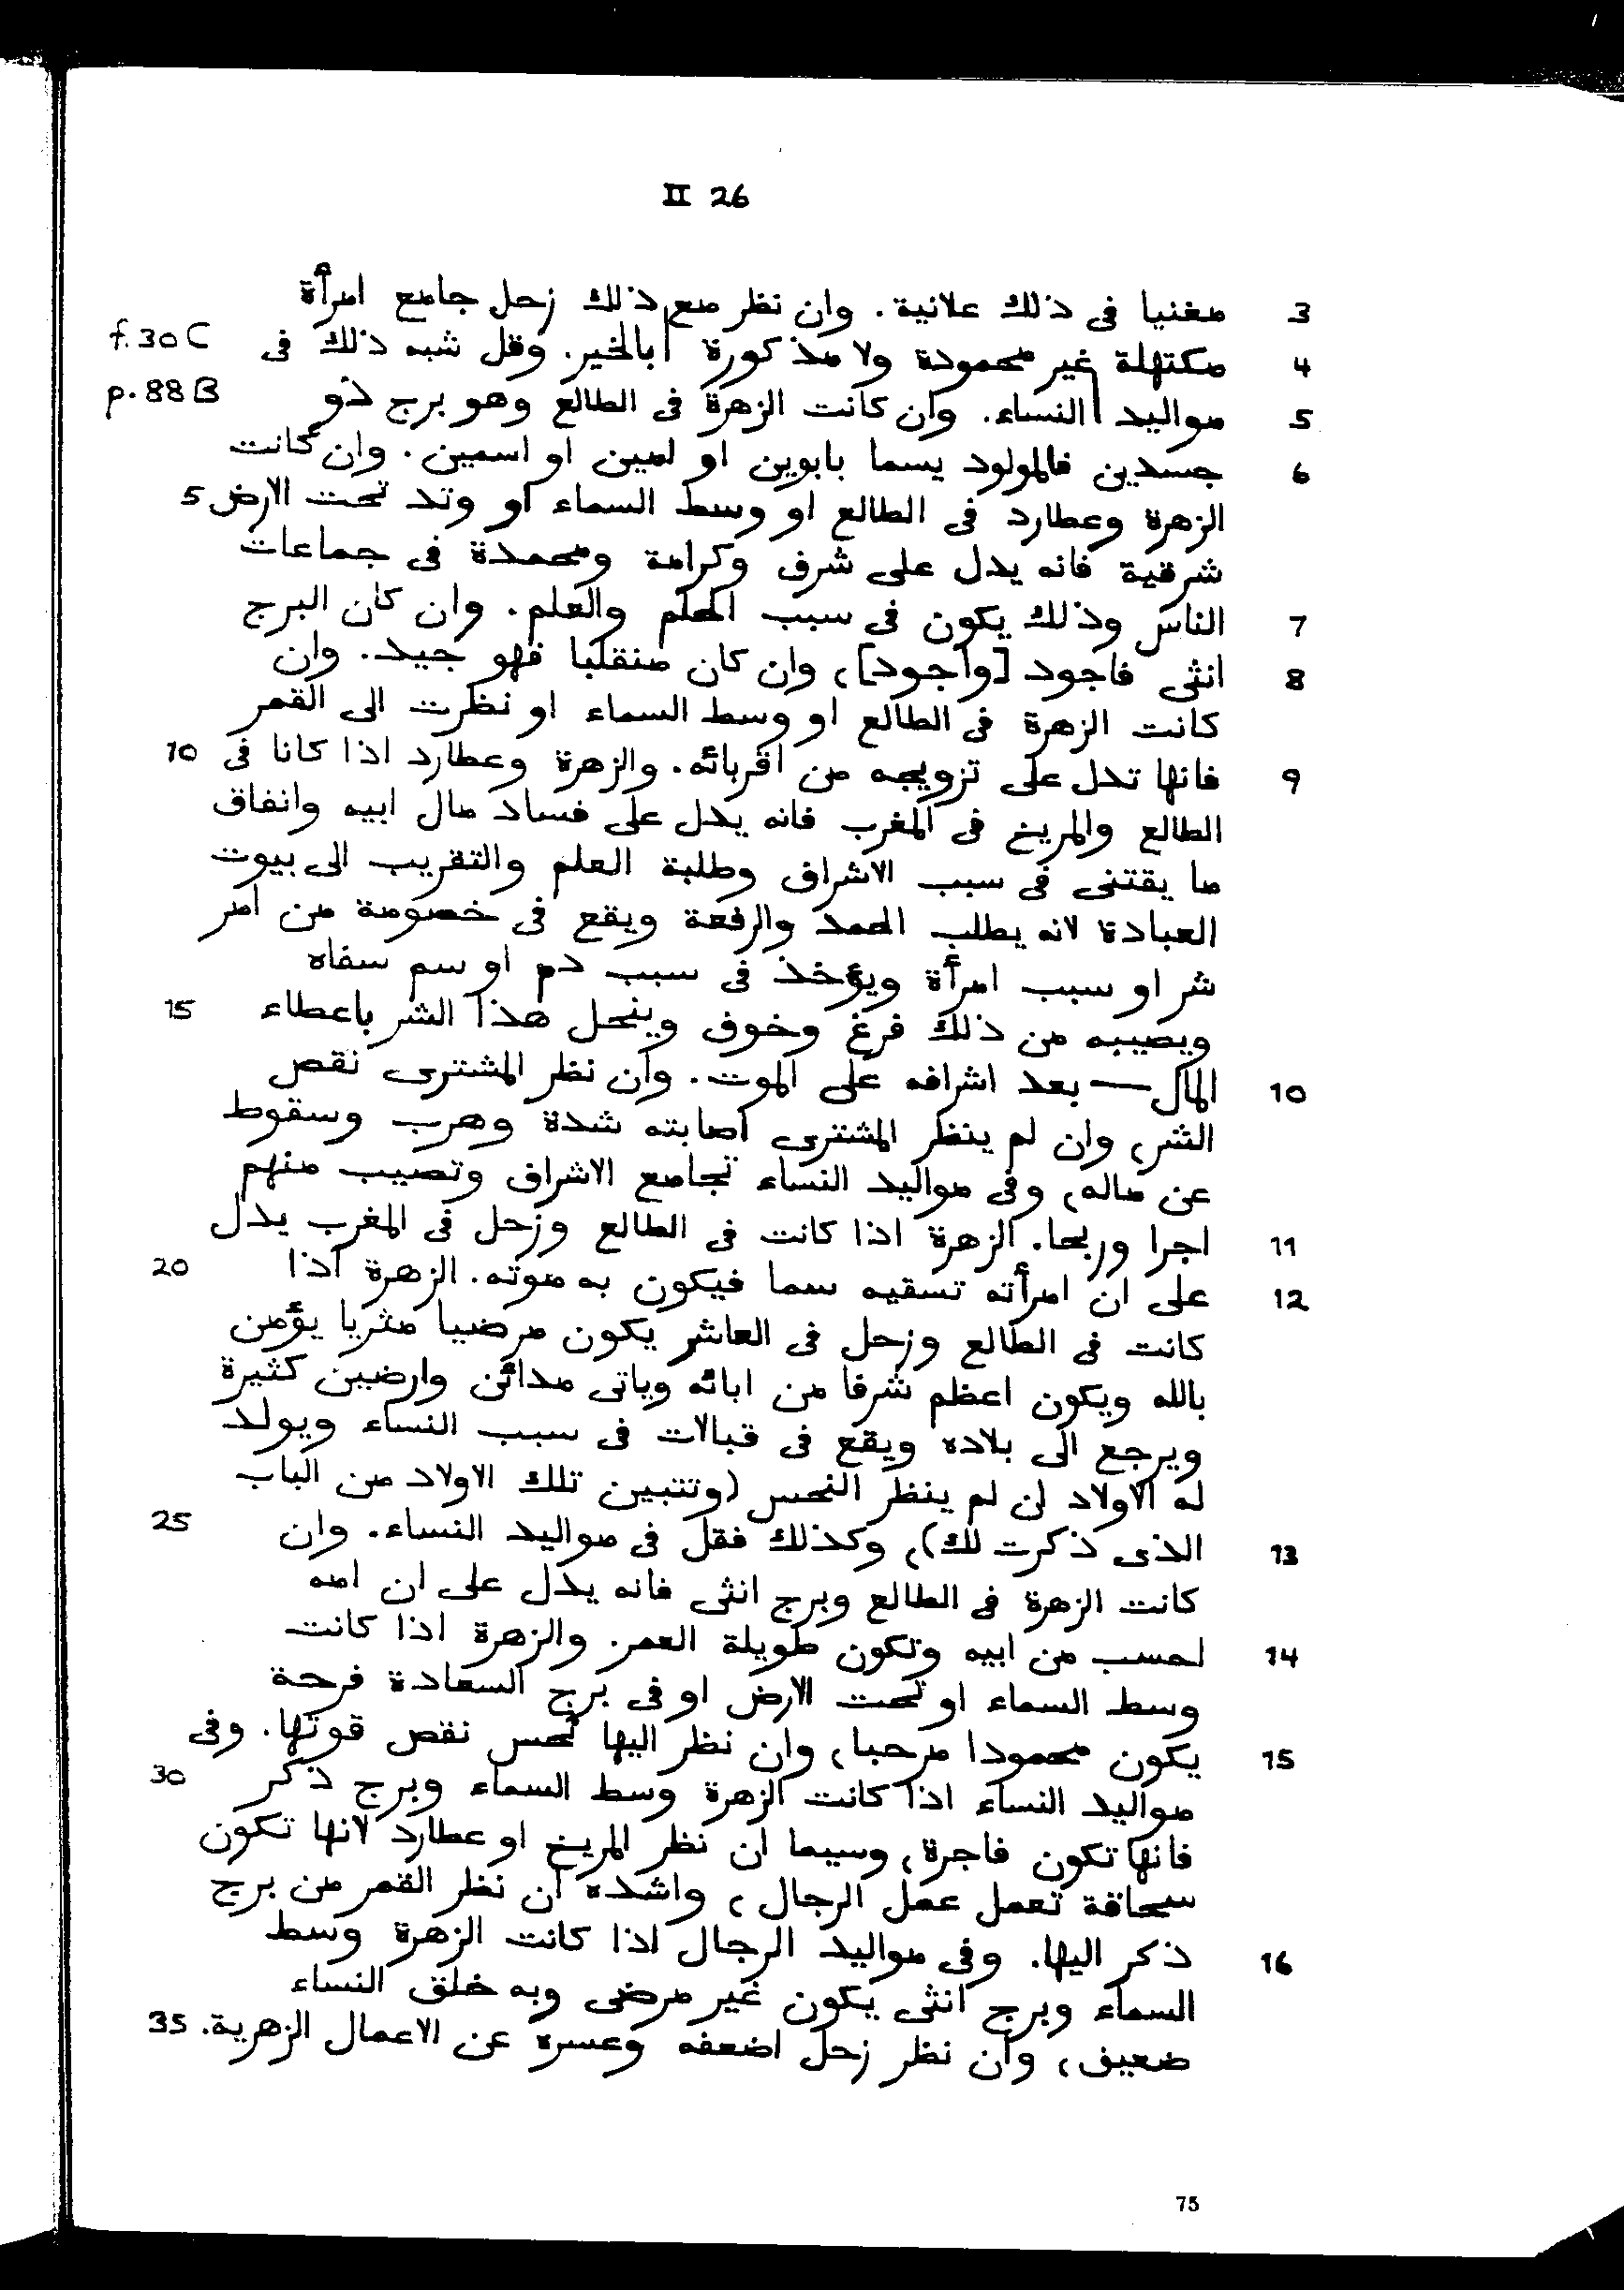 II 26
3 مغنيا فى ذلك علانية. وان نظر مع ذلك زحل جامع امرأة
f. 30 C 4 مكتهلة غير محمودة ولا مذكورة | بالخير. وقل شبه ذلك فى
p. 88 B 5 مواليد | النساء. وان كانت الزهرة فى الطالع وهو برج ذو
6 جسدين فالمولود يسما بابوين او لمين او اسمين. وان كانت
الزهرة وعطارد فى الطالع او وسط السماء او وتد تحت الارض 5
شرقية فانه يدل على شرف وكرامة ومحمدة فى جماعات
7 الناس وذلك يكون فى سبب الحلم والعلم. وان كان البرج
8 انثى فاجود [واجود]، وان كان منقلبا فهو جيد. وان
كانت الزهرة فى الطالع او وسط السماء او نظرت الى القمر
9 فانها تدل على تزويجه من اقربائه. والزهرة وعطارد اذا كانا فى 10
الطالع والمريخ فى المغرب فانه يدل على فساد مال ابيه وانفاق
ما يقتنى فى سبب الاشراف وطلبة العلم والتقريب الى بيوت
العبادة لانه يطلب الحمد والرفعة ويقع فى خصومة من امر
شر او سبب امرأة ويؤخذ فى سبب دم او سم سقاه
ويصيبه من ذلك فزع وخوف وينحل هذا الشر باعطاء 15
10 المال — بعد اشرافه على الموت. وان نظر المشترى نقص
الشر، وان لم ينظر المشترى اصابته شدة وهرب وسقوط
عن ماله، وفى مواليد النساء تجامع الاشراف وتصيب منهم
11 اجرا وربحا. الزهرة اذا كانت فى الطالع وزحل فى المغرب يدل
12 على ان امرأته تسقيه سما فيكون به موته. الزهرة اذا 20
كانت فى الطالع وزحل فى العاشر يكون مرضيا مثريا يؤمن
بالله ويكون اعظم شرفا من ابائه وياتى مدائن وارضين كثيرة
ويرجع الى بلاده ويقع فى قبالات فى سبب النساء ويولد
له الاولاد ان لم ينظر النحس (وتتبين تلك الاولاد من الباب
13 الذى ذكرت لك)، وكذلك فقل فى مواليد النساء. وان 25
كانت الزهرة فى الطالع وبرج انثى فانه يدل على ان امه
14 احسب من ابيه وتكون طويلة العمر. والزهرة اذا كانت
وسط السماء او تحت الارض او فى برج السعادة فرحة
15 يكون محمودا مرحبا، وان نظر اليها نحس نقص قوتها. وفى
مواليد النساء اذا كانت الزهرة وسط السماء وبرج ذكر 30
فانها تكون فاجرة، وسيما ان نظر المريخ او عطارد لانها تكون
سحاقة تعمل عمل الرجال، واشده ان نظر القمر من برج
16 ذكر اليها. وفى مواليد الرجال اذا كانت الزهرة وسط
السماء وبرج انثى يكون غير مرضى وبه خلق النساء
ضعيف، وان نظر زحل اضعفه وعسره عن الاعمال الزهرية. 35
75